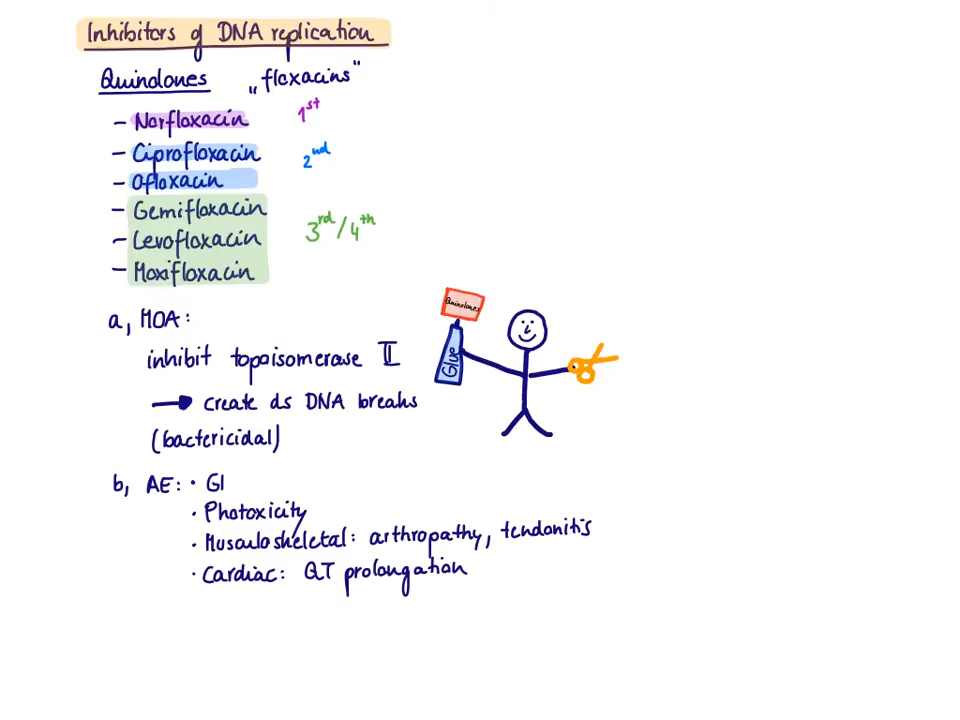 Inhibitors of DNA replication
Quinolones „floxacins"
- Norfloxacin 1st
- Ciprofloxacin 2nd
- Ofloxacin
- Gemifloxacin
- Levofloxacin 3rd/4th
- Moxifloxacin
a, MOA:
inhibit topoisomerase II
→ create ds DNA breaks
(bactericidal)
Quinolones
Glue
b, AE: · GI
· Photoxicity
· Musculoskeletal: arthropathy, tendonitis
· Cardiac: QT prolongation